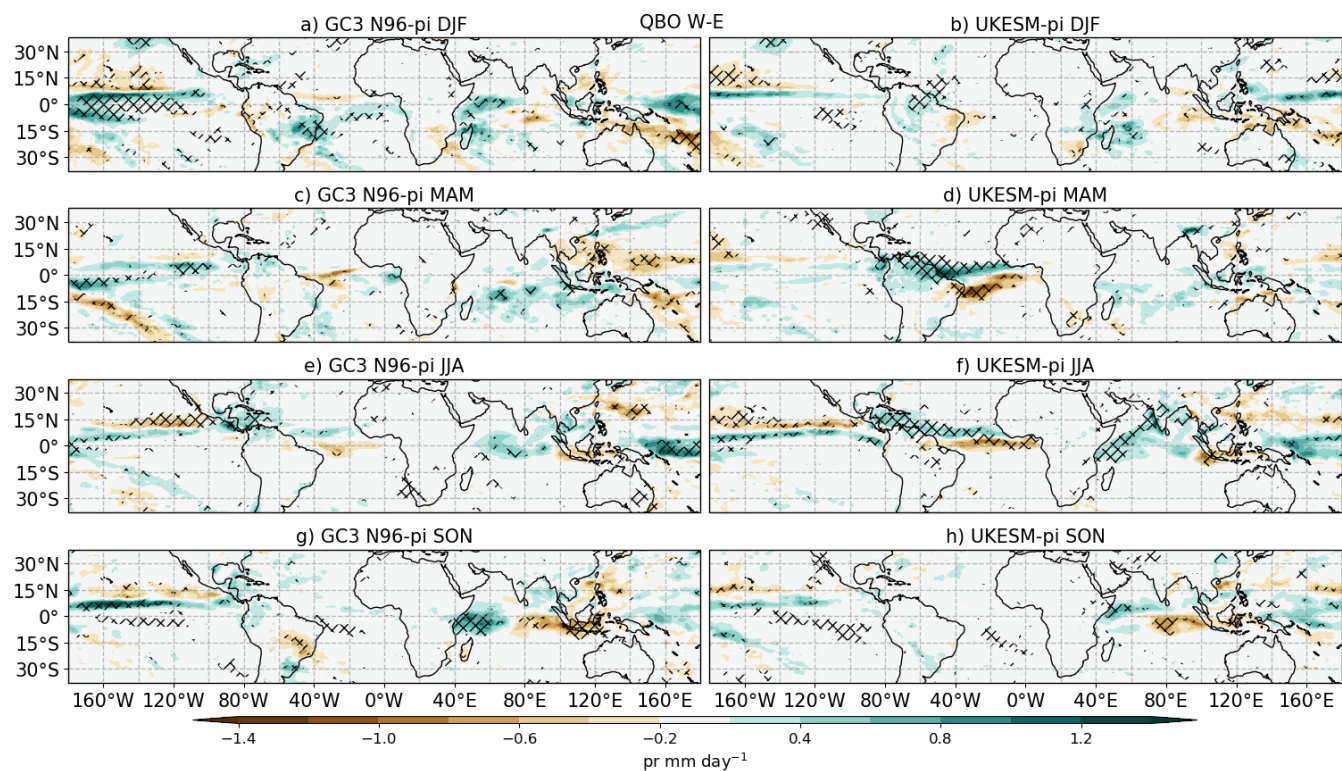 QBO W-E
a) GC3 N96-pi DJF
b) UKESM-pi DJF
30°N
15°N
0°
15°S
30°S
c) GC3 N96-pi MAM
d) UKESM-pi MAM
30°N
15°N
0°
15°S
30°S
e) GC3 N96-pi JJA
f) UKESM-pi JJA
30°N
15°N
0°
15°S
30°S
g) GC3 N96-pi SON
h) UKESM-pi SON
30°N
15°N
0°
15°S
30°S
160°W 120°W 80°W 40°W 0°W 40°E 80°E 120°E 160°E
160°W 120°W 80°W 40°W 0°W 40°E 80°E 120°E 160°E
−1.4 −1.0 −0.6 −0.2 0.4 0.8 1.2
pr mm day⁻¹